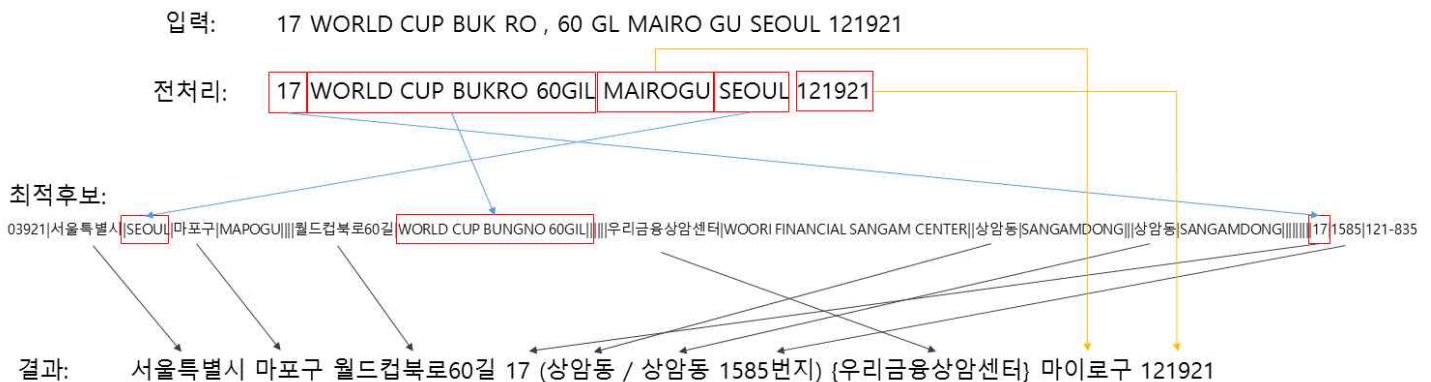 입력: 17 WORLD CUP BUK RO , 60 GL MAIRO GU SEOUL 121921
전처리: 17 WORLD CUP BUKRO 60GIL MAIROGU SEOUL 121921
최적후보:
03921|서울특별시||SEOUL|마포구|MAPOGU||||월드컵북로60길|WORLD CUP BUNGNO 60GIL||||||우리금융상암센터|WOORI FINANCIAL SANGAM CENTER||상암동|SANGAMDONG|||상암동|SANGAMDONG|||||||||17|1585|121-835
결과: 서울특별시 마포구 월드컵북로60길 17 (상암동 / 상암동 1585번지) {우리금융상암센터} 마이로구 121921